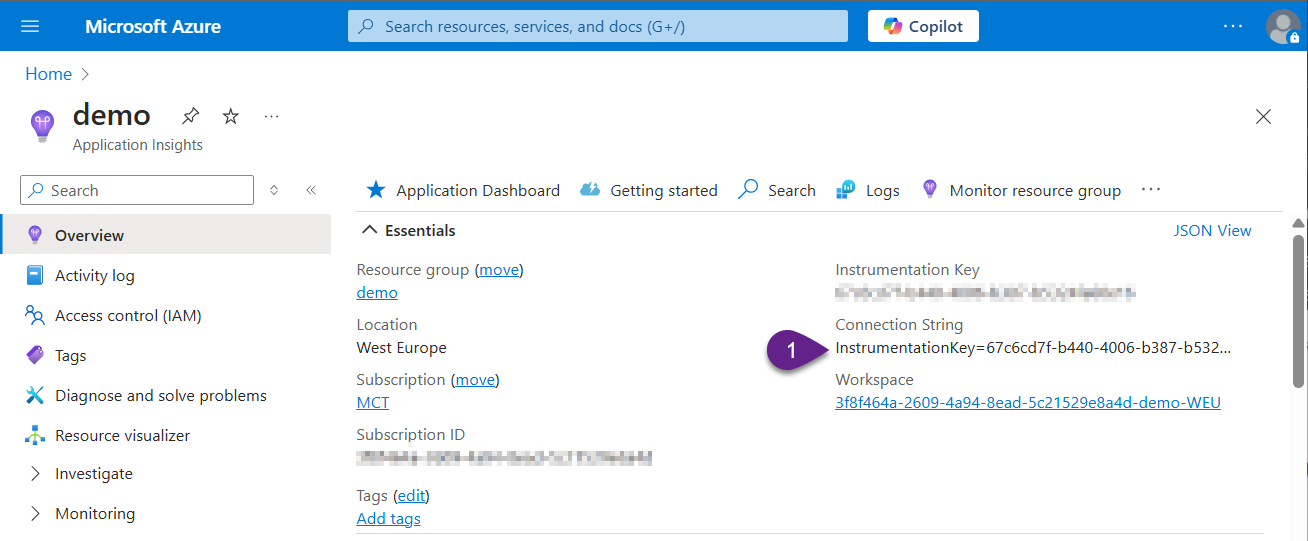 Microsoft Azure
Search resources, services, and docs (G+/)
Copilot
Home
demo
Application Insights
Search
Application Dashboard
Getting started
Search
Logs
Monitor resource group
Overview
Activity log
Access control (IAM)
Tags
Diagnose and solve problems
Resource visualizer
Investigate
Monitoring
Essentials
JSON View
Resource group (move)
demo
Location
West Europe
Subscription (move)
MCT
Subscription ID
Tags (edit)
Add tags
Instrumentation Key
Connection String
1
InstrumentationKey=67c6cd7f-b440-4006-b387-b532...
Workspace
3f8f464a-2609-4a94-8ead-5c21529e8a4d-demo-WEU